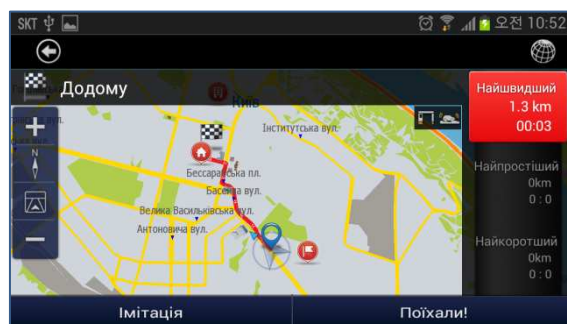 SKT
오전 10:52
Додому
Найшвидший
1.3 km
00:03
Київ
Інститутська вул.
Бессарабська пл.
Басейна вул.
Велика Васильківська вул.
Антоновича вул.
N
Найпростіший
0km
0 : 0
Найкоротший
0km
0 : 0
Імітація
Поїхали!